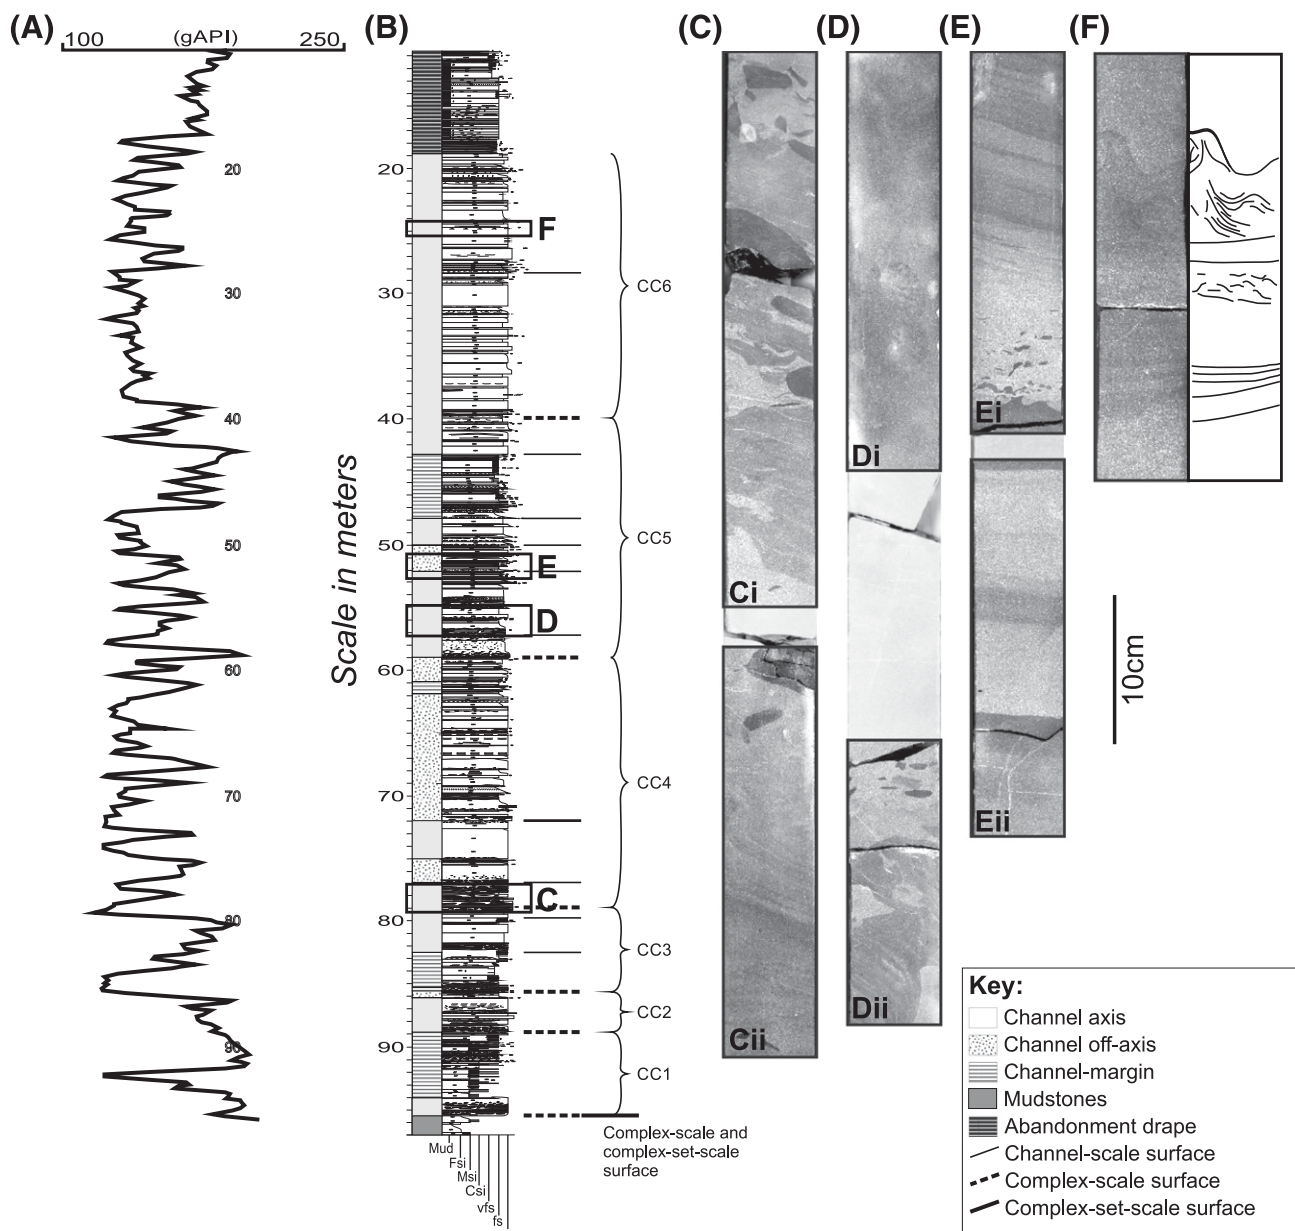 (A)
100 (gAPI) 250
20
30
40
50
60
70
80
90
(B)
Scale in meters
20
30
40
50
60
70
80
90
F
E
D
C
CC6
CC5
CC4
CC3
CC2
CC1
Complex-scale and
complex-set-scale
surface
Mud
Fsi
Msi
Csi
vfs
fs
(C)
Ci
Cii
(D)
Di
Dii
(E)
Ei
Eii
(F)
10cm
Key:
Channel axis
Channel off-axis
Channel-margin
Mudstones
Abandonment drape
Channel-scale surface
Complex-scale surface
Complex-set-scale surface